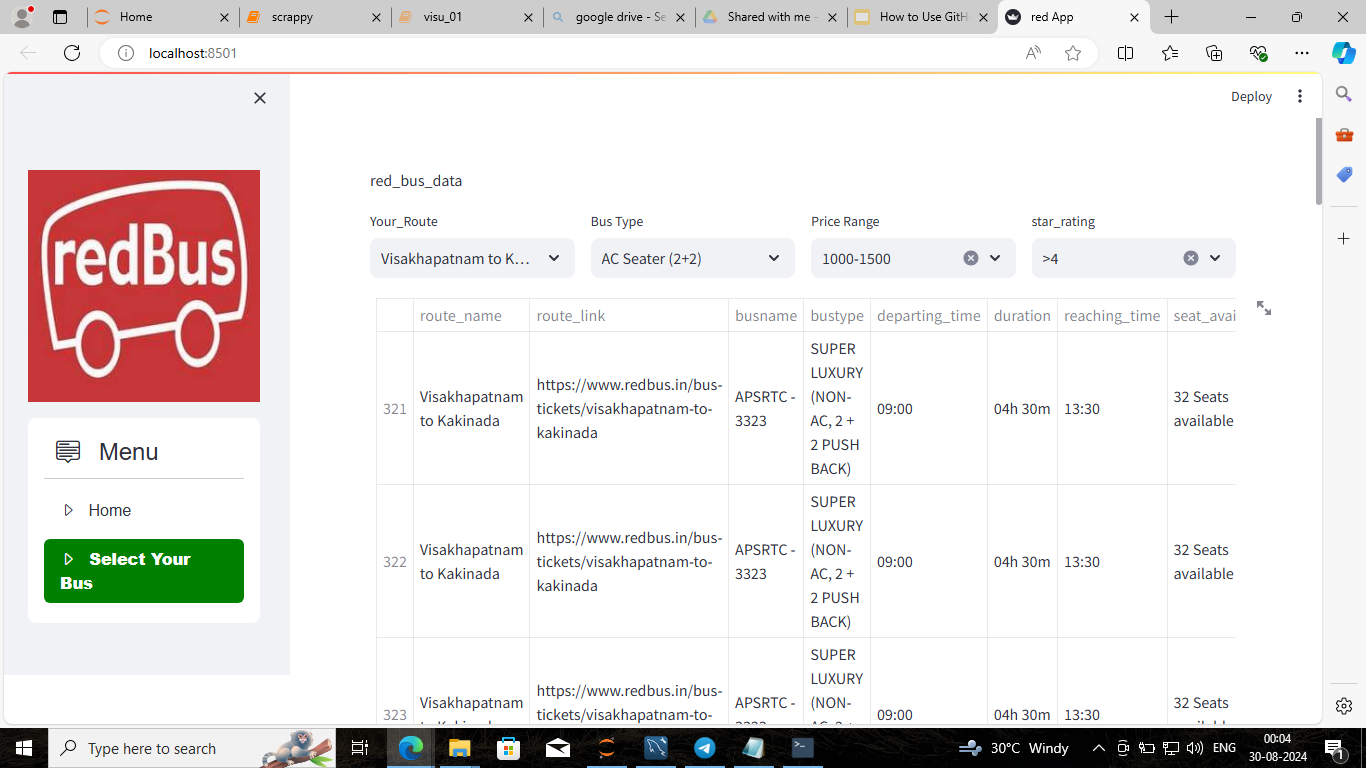 Home
scrappy
visu_01
google drive - Se
Shared with me -
How to Use GitH
red App
localhost:8501
Deploy
redBus
Menu
Home
Select Your
Bus
red_bus_data
Your_Route
Bus Type
Price Range
star_rating
Visakhapatnam to K...
AC Seater (2+2)
1000-1500
>4
route_name
route_link
busname
bustype
departing_time
duration
reaching_time
seat_avai
321
Visakhapatnam
to Kakinada
https://www.redbus.in/bus-
tickets/visakhapatnam-to-
kakinada
APSRTC -
3323
SUPER
LUXURY
(NON-
AC, 2 +
2 PUSH
BACK)
09:00
04h 30m
13:30
32 Seats
available
322
Visakhapatnam
to Kakinada
https://www.redbus.in/bus-
tickets/visakhapatnam-to-
kakinada
APSRTC -
3323
SUPER
LUXURY
(NON-
AC, 2 +
2 PUSH
BACK)
09:00
04h 30m
13:30
32 Seats
available
323
Visakhapatnam
to Kakinada
https://www.redbus.in/bus-
tickets/visakhapatnam-to-
APSRTC -
3323
SUPER
LUXURY
(NON-
AC, 2 +
09:00
04h 30m
13:30
32 Seats
available
Type here to search
30°C Windy
ENG
00:04
30-08-2024
1